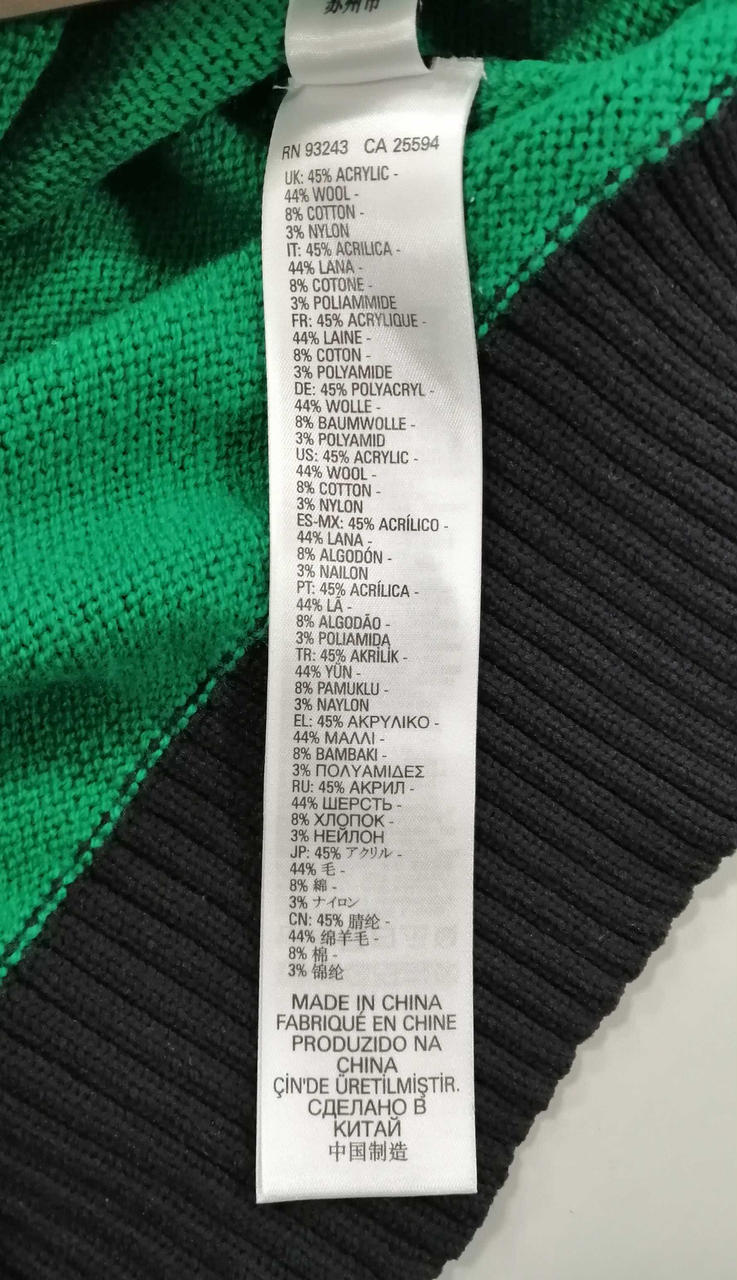 苏州市
RN 93243 CA 25594
UK: 45% ACRYLIC -
44% WOOL -
8% COTTON -
3% NYLON
IT: 45% ACRILICA -
44% LANA -
8% COTONE -
3% POLIAMMIDE
FR: 45% ACRYLIQUE -
44% LAINE -
8% COTON -
3% POLYAMIDE
DE: 45% POLYACRYL -
44% WOLLE -
8% BAUMWOLLE -
3% POLYAMID
US: 45% ACRYLIC -
44% WOOL -
8% COTTON -
3% NYLON
ES-MX: 45% ACRÍLICO -
44% LANA -
8% ALGODÓN -
3% NAILON
PT: 45% ACRÍLICA -
44% LÃ -
8% ALGODÃO -
3% POLIAMIDA
TR: 45% AKRİLİK -
44% YÜN -
8% PAMUKLU -
3% NAYLON
EL: 45% ΑΚΡΥΛΙΚΟ -
44% ΜΑΛΛΙ -
8% ΒΑΜΒΑΚΙ -
3% ΠΟΛΥΑΜΙΔΕΣ
RU: 45% АКРИЛ -
44% ШЕРСТЬ -
8% ХЛОПОК -
3% НЕЙЛОН
JP: 45% アクリル -
44% 毛 -
8% 綿 -
3% ナイロン
CN: 45% 腈纶 -
44% 绵羊毛 -
8% 棉 -
3% 锦纶
MADE IN CHINA
FABRIQUÉ EN CHINE
PRODUZIDO NA
CHINA
ÇİN'DE ÜRETİLMİŞTİR.
СДЕЛАНО В
КИТАЙ
中国制造